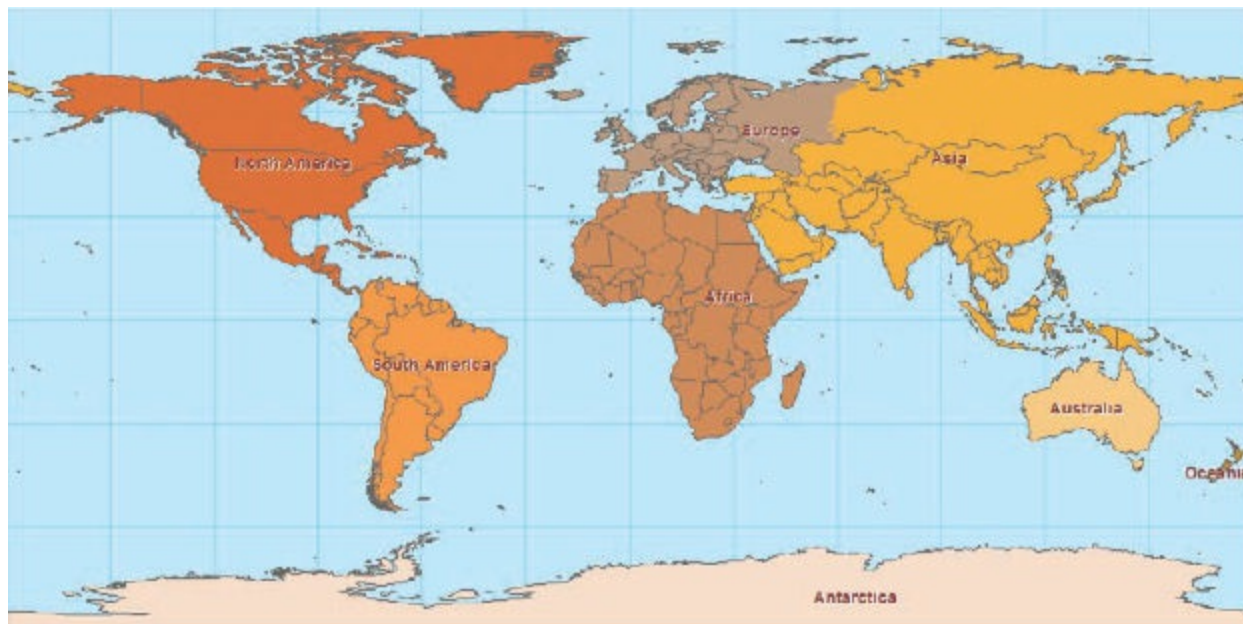 Europe
North America
Asia
Africa
South America
Australia
Oceani
Antarctica